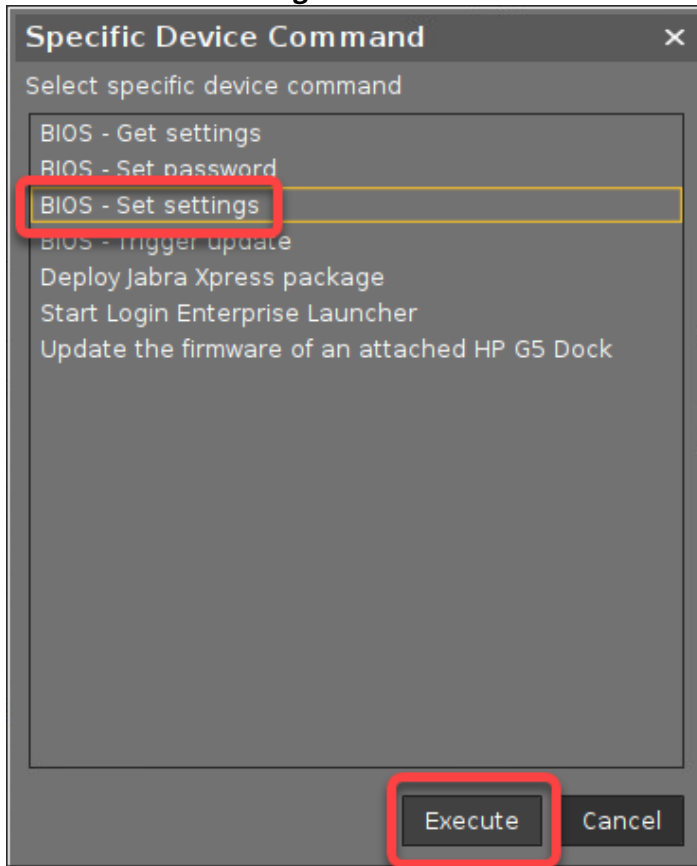 Specific Device Command ×
Select specific device command
BIOS - Get settings
BIOS - Set password
BIOS - Set settings
BIOS - Trigger update
Deploy Jabra Xpress package
Start Login Enterprise Launcher
Update the firmware of an attached HP G5 Dock
Execute Cancel